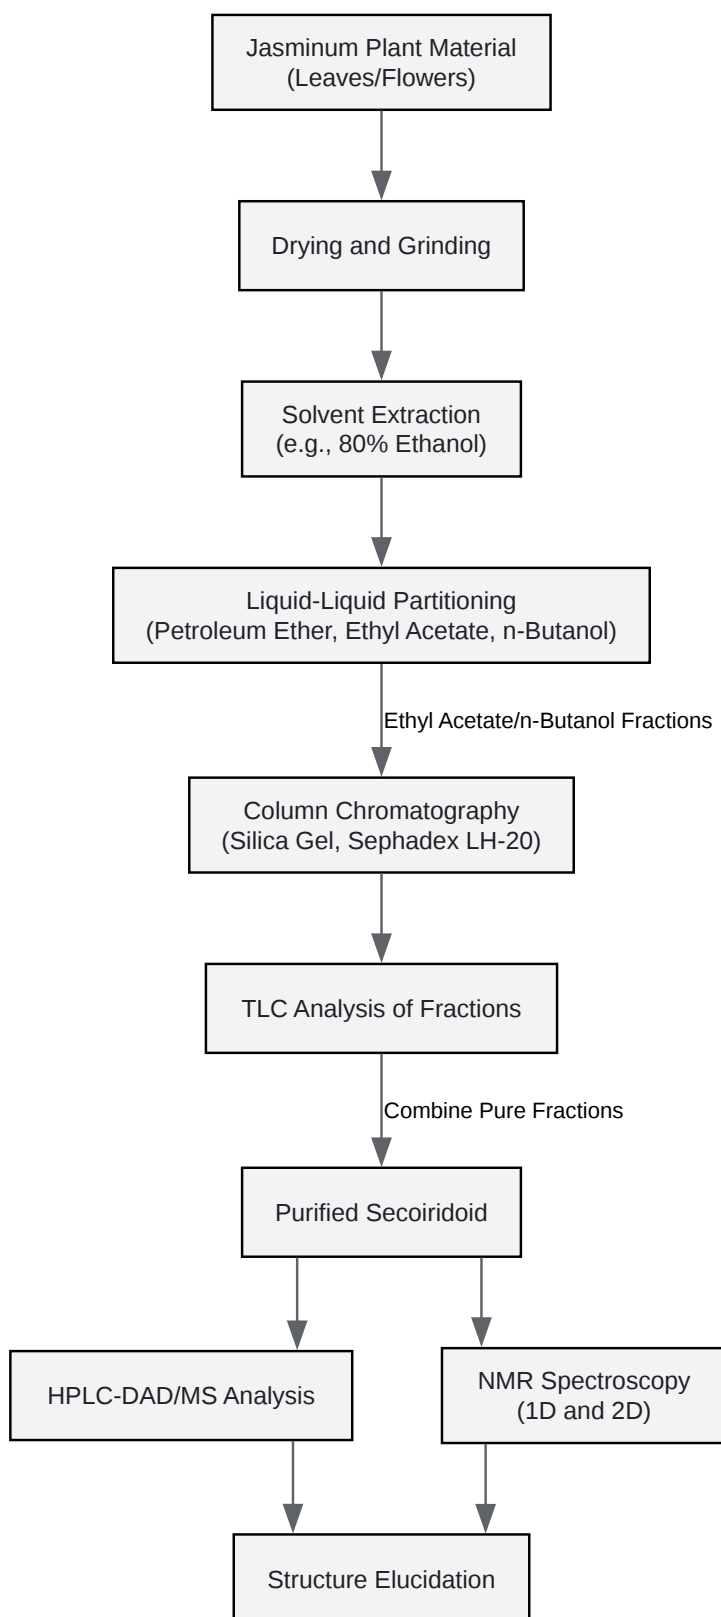 Jasminum Plant Material
(Leaves/Flowers)
Drying and Grinding
Solvent Extraction
(e.g., 80% Ethanol)
Liquid-Liquid Partitioning
(Petroleum Ether, Ethyl Acetate, n-Butanol)
Ethyl Acetate/n-Butanol Fractions
Column Chromatography
(Silica Gel, Sephadex LH-20)
TLC Analysis of Fractions
Combine Pure Fractions
Purified Secoiridoid
HPLC-DAD/MS Analysis
NMR Spectroscopy
(1D and 2D)
Structure Elucidation